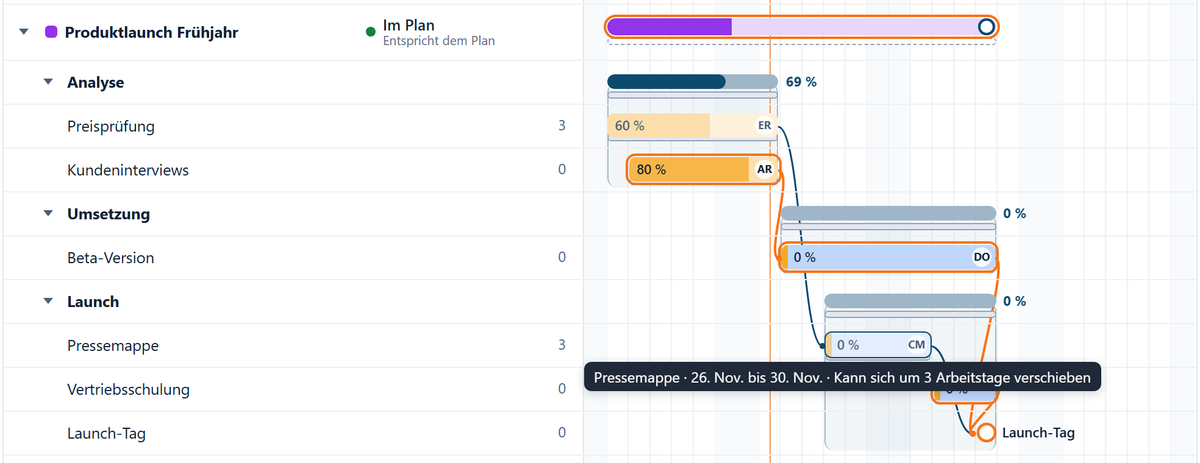 Produktlaunch Frühjahr
Im Plan
Entspricht dem Plan
Analyse
69 %
Preisprüfung
3
60 %
ER
Kundeninterviews
0
80 %
AR
Umsetzung
0 %
Beta-Version
0
0 %
DO
Launch
0 %
Pressemappe
3
0 %
CM
Pressemappe · 26. Nov. bis 30. Nov. · Kann sich um 3 Arbeitstage verschieben
Vertriebsschulung
0
Launch-Tag
0
Launch-Tag